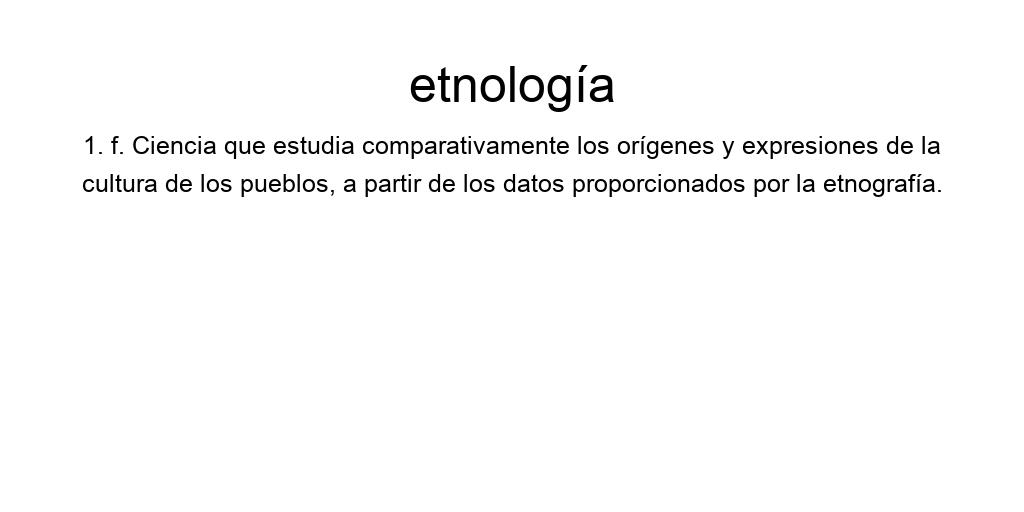 etnología
1. f. Ciencia que estudia comparativamente los orígenes y expresiones de la
cultura de los pueblos, a partir de los datos proporcionados por la etnografía.